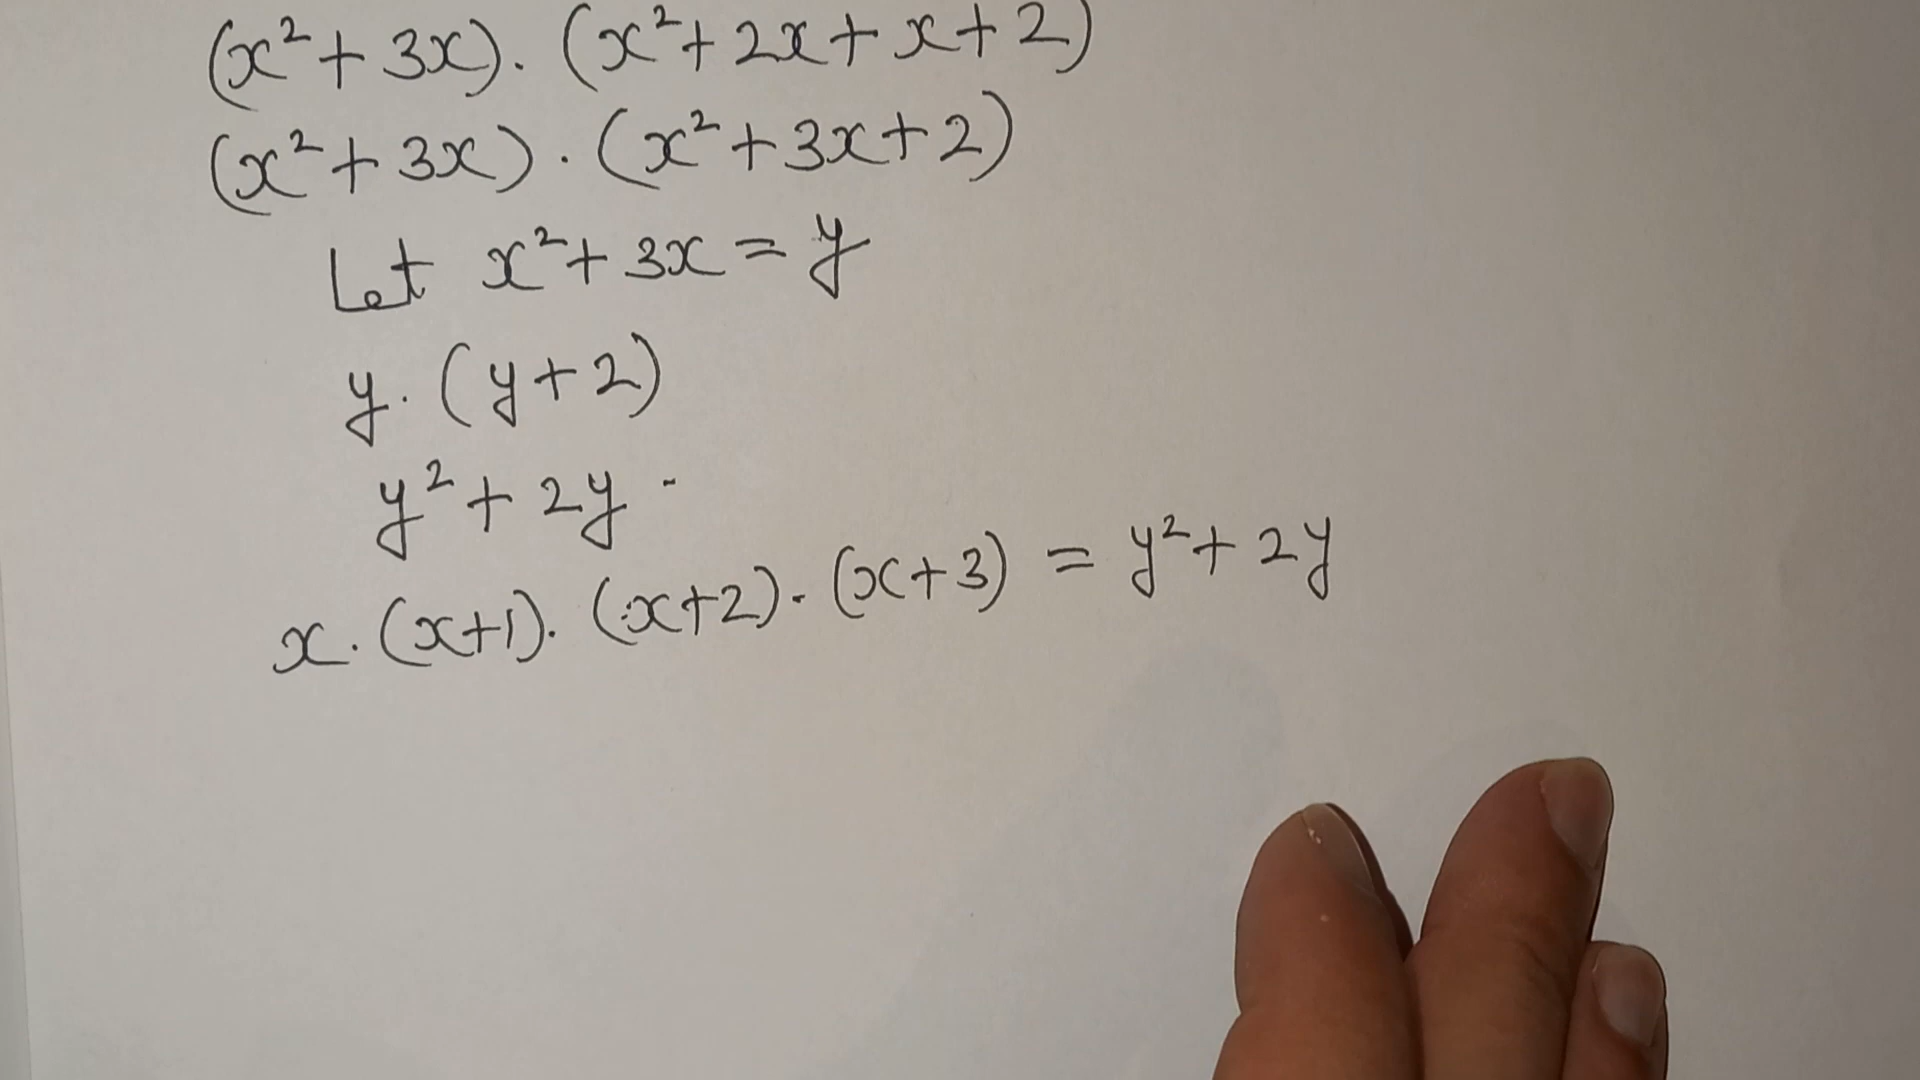 (x²+3x).(x²+2x+x+2)
(x²+3x).(x²+3x+2)
Let x²+3x=y
y.(y+2)
y²+2y
x.(x+1).(x+2).(x+3) = y²+2y